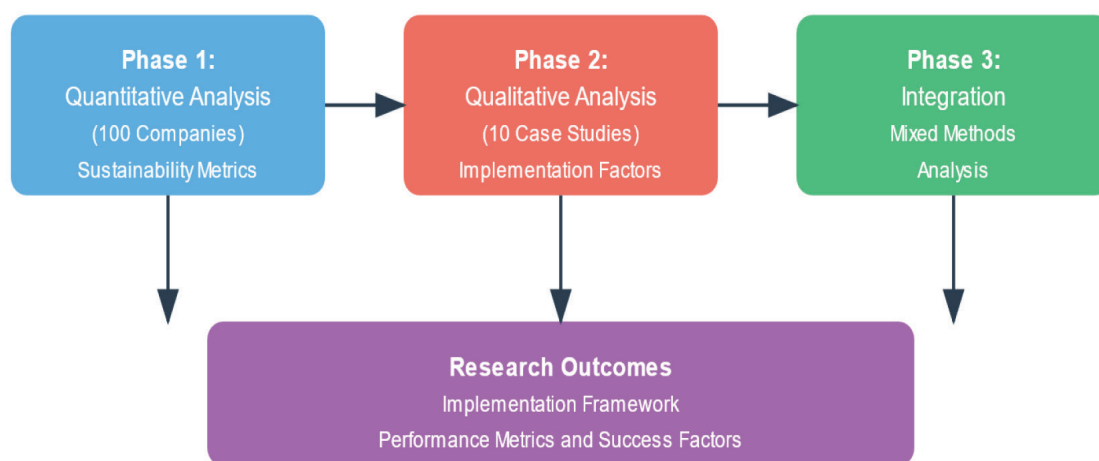 Phase 1:
Quantitative Analysis
(100 Companies)
Sustainability Metrics
Phase 2:
Qualitative Analysis
(10 Case Studies)
Implementation Factors
Phase 3:
Integration
Mixed Methods
Analysis
Research Outcomes
Implementation Framework
Performance Metrics and Success Factors